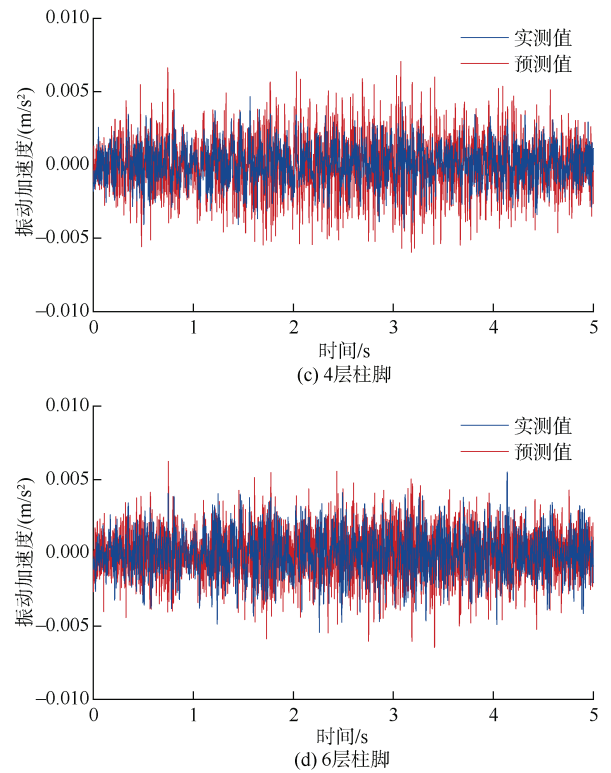 0.010
实测值
预测值
0.005
0.000
−0.005
−0.010
振动加速度/(m/s²)
0 1 2 3 4 5
时间/s
(c) 4层柱脚
0.010
实测值
预测值
0.005
0.000
−0.005
−0.010
振动加速度/(m/s²)
0 1 2 3 4 5
时间/s
(d) 6层柱脚